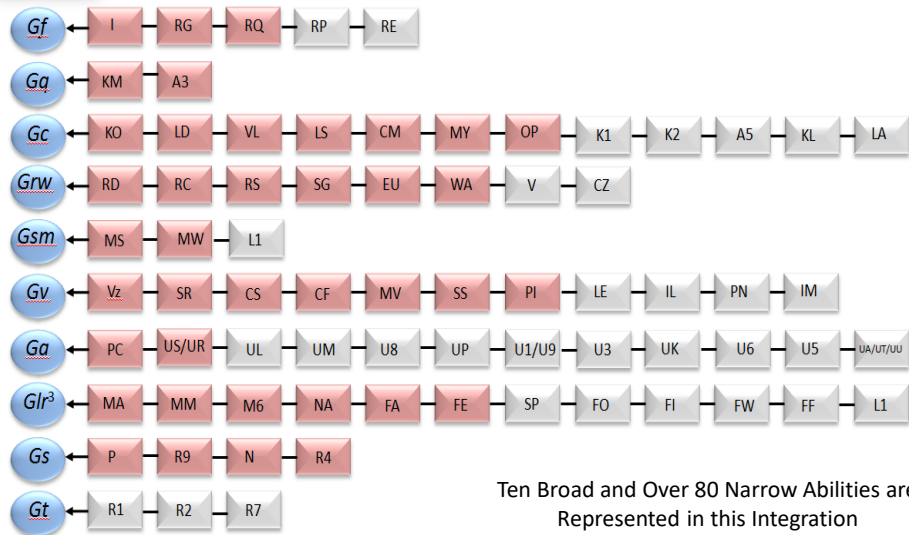 Gf I RG RQ RP RE
Gq KM A3
Gc KO LD VL LS CM MY OP K1 K2 A5 KL LA
Grw RD RC RS SG EU WA V CZ
Gsm MS MW L1
Gv Vz SR CS CF MV SS PI LE IL PN IM
Ga PC US/UR UL UM U8 UP U1/U9 U3 UK U6 U5 UA/UT/UU
Glr³ MA MM M6 NA FA FE SP FO FI FW FF L1
Gs P R9 N R4
Gt R1 R2 R7
Ten Broad and Over 80 Narrow Abilities are
Represented in this Integration